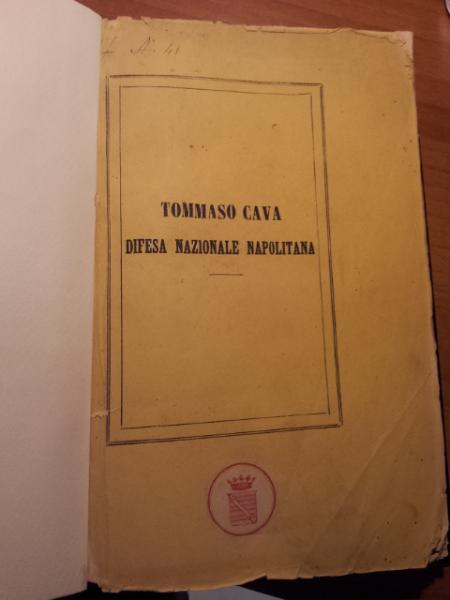 TOMMASO CAVA
DIFESA NAZIONALE NAPOLITANA